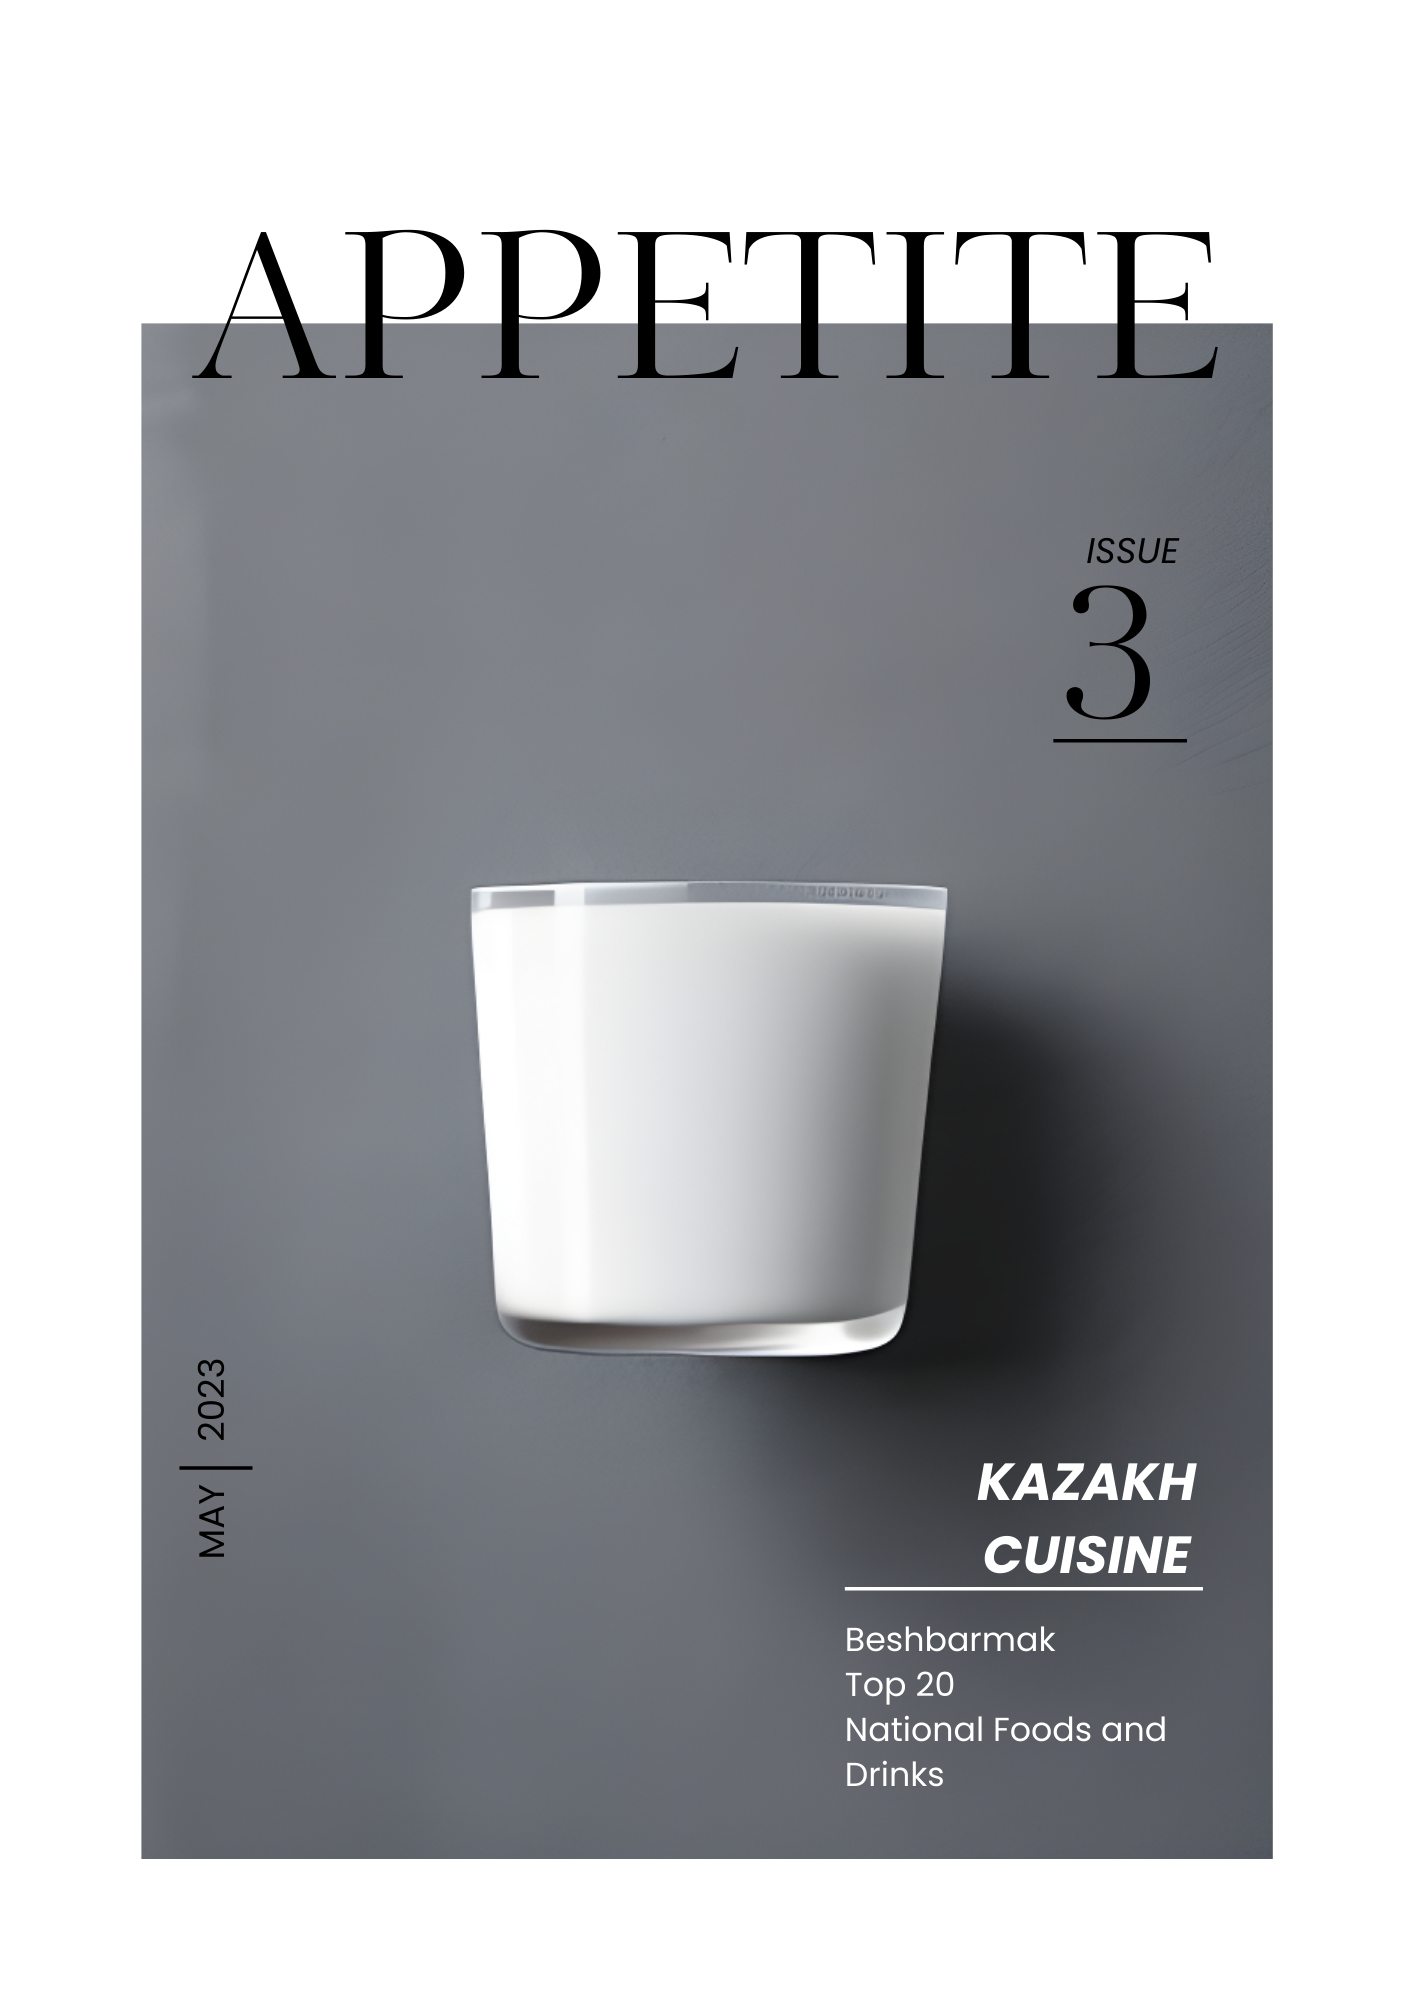 APPETITE
ISSUE
3
MAY | 2023
KAZAKH
CUISINE
Beshbarmak
Top 20
National Foods and
Drinks